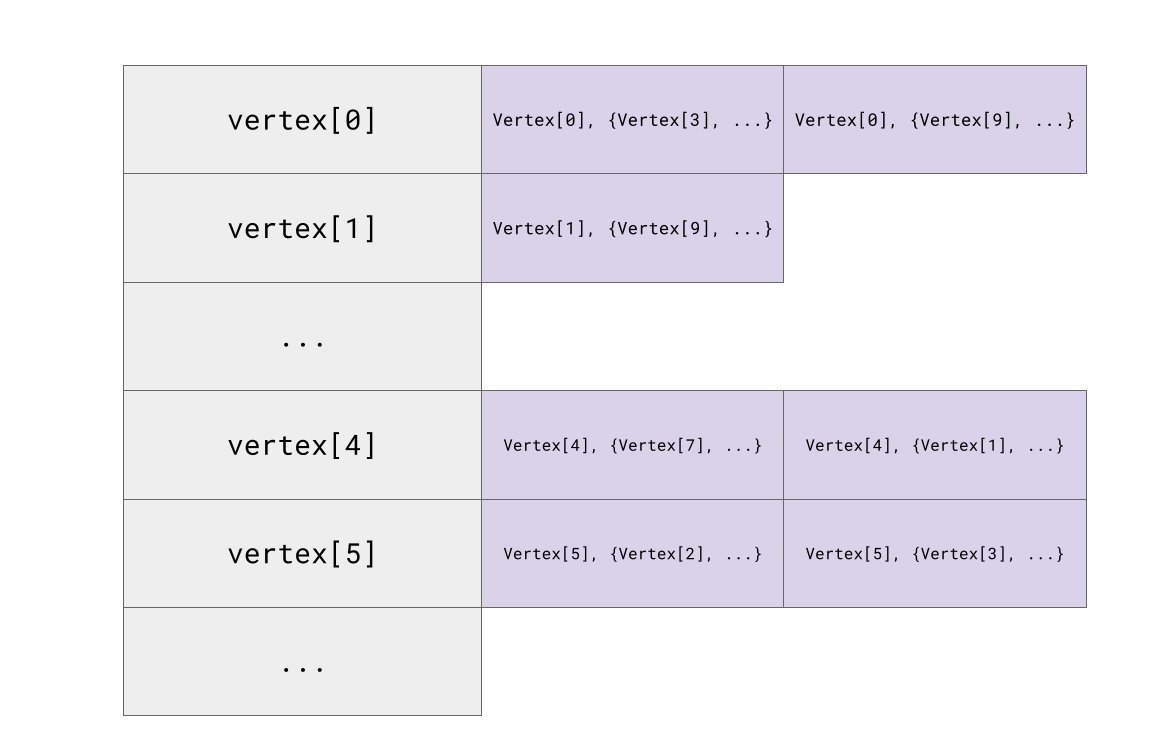 vertex[0]
Vertex[0], {Vertex[3], ...}
Vertex[0], {Vertex[9], ...}
vertex[1]
Vertex[1], {Vertex[9], ...}
...
vertex[4]
Vertex[4], {Vertex[7], ...}
Vertex[4], {Vertex[1], ...}
vertex[5]
Vertex[5], {Vertex[2], ...}
Vertex[5], {Vertex[3], ...}
...